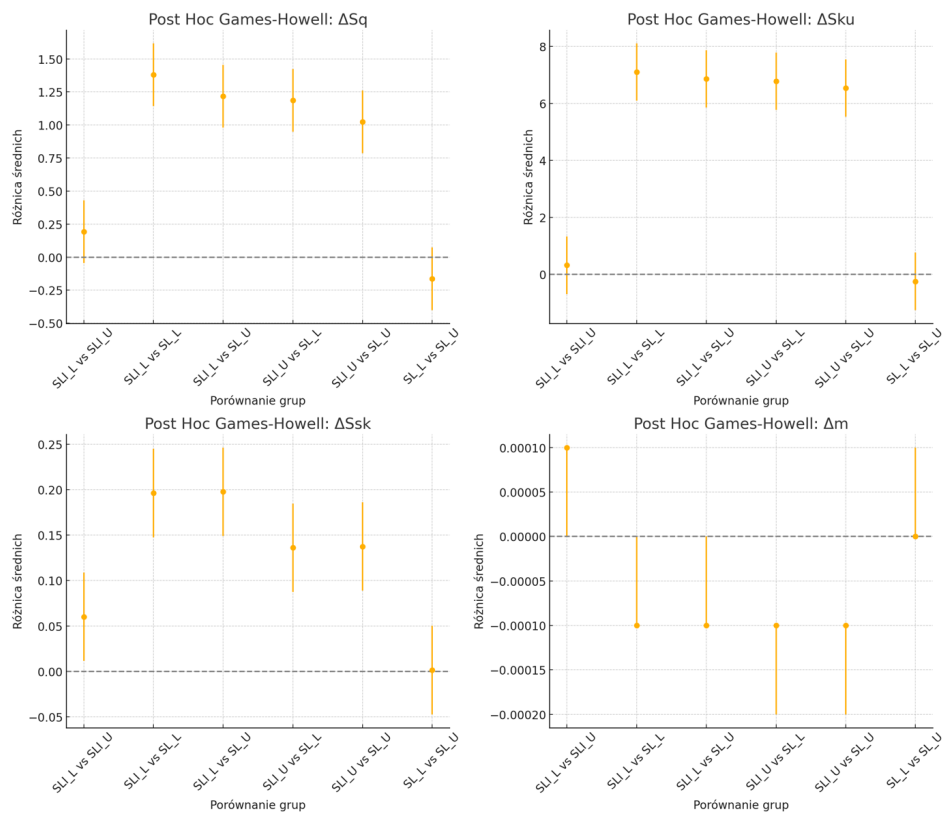 Post Hoc Games-Howell: ΔSq
Różnica średnich
1.50
1.25
1.00
0.75
0.50
0.25
0.00
−0.25
−0.50
SLI_L vs SLI_U
SLI_L vs SL_L
SLI_L vs SL_U
SLI_U vs SL_L
SLI_U vs SL_U
SL_L vs SL_U
Porównanie grup
Post Hoc Games-Howell: ΔSku
Różnica średnich
8
6
4
2
0
SLI_L vs SLI_U
SLI_L vs SL_L
SLI_L vs SL_U
SLI_U vs SL_L
SLI_U vs SL_U
SL_L vs SL_U
Porównanie grup
Post Hoc Games-Howell: ΔSsk
Różnica średnich
0.25
0.20
0.15
0.10
0.05
0.00
−0.05
SLI_L vs SLI_U
SLI_L vs SL_L
SLI_L vs SL_U
SLI_U vs SL_L
SLI_U vs SL_U
SL_L vs SL_U
Porównanie grup
Post Hoc Games-Howell: Δm
Różnica średnich
0.00010
0.00005
0.00000
−0.00005
−0.00010
−0.00015
−0.00020
SLI_L vs SLI_U
SLI_L vs SL_L
SLI_L vs SL_U
SLI_U vs SL_L
SLI_U vs SL_U
SL_L vs SL_U
Porównanie grup